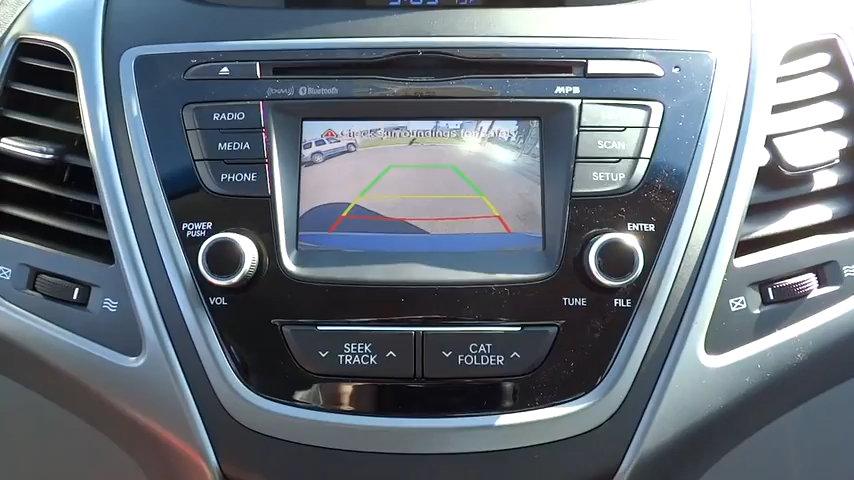 Bluetooth
MP3
RADIO
MEDIA
SCAN
PHONE
SETUP
Check Surroundings for Safety
POWER
PUSH
ENTER
VOL
TUNE
FILE
SEEK
TRACK
CAT
FOLDER